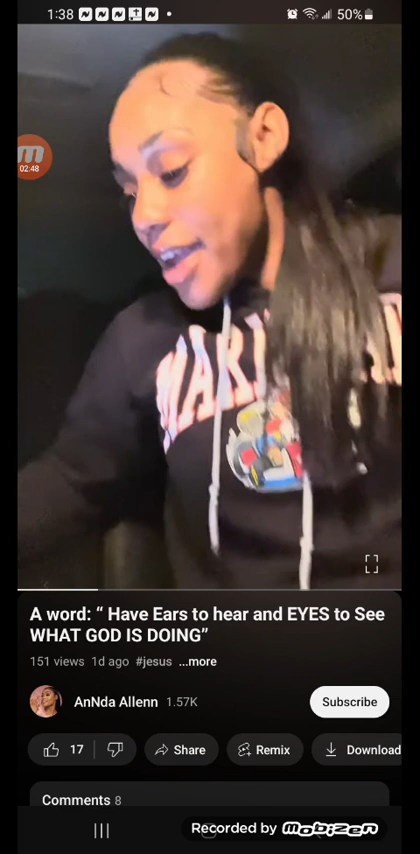 1:38
50%
02:48
MARI
A word: “ Have Ears to hear and EYES to See
WHAT GOD IS DOING”
151 views 1d ago #jesus ...more
AnNda Allenn 1.57K
Subscribe
17
Share
Remix
Download
Comments 8
Recorded by mobizen